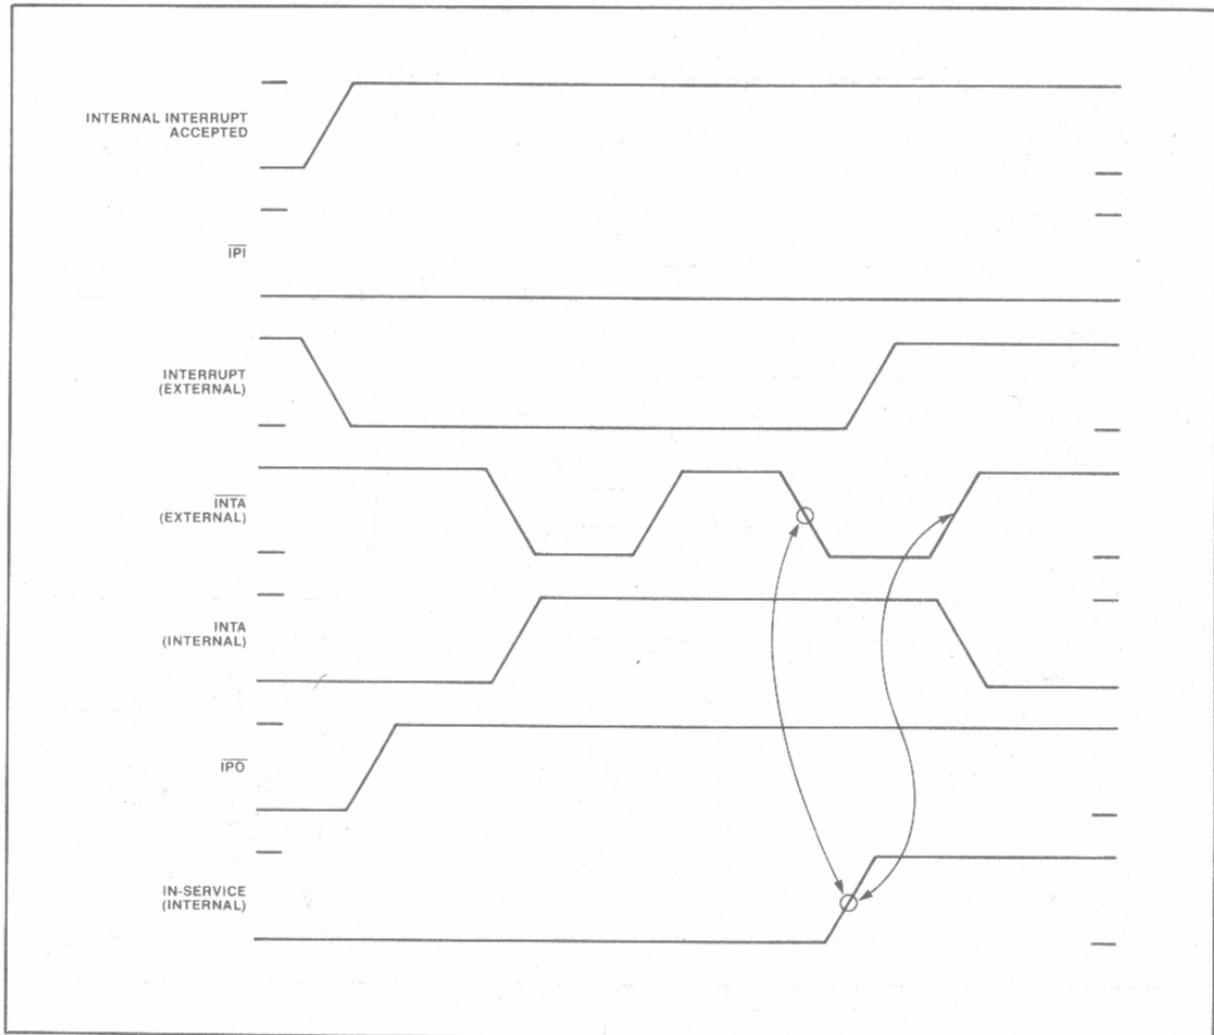 INTERNAL INTERRUPT
ACCEPTED
IPI
INTERRUPT
(EXTERNAL)
INTA
(EXTERNAL)
INTA
(INTERNAL)
IPO
IN-SERVICE
(INTERNAL)